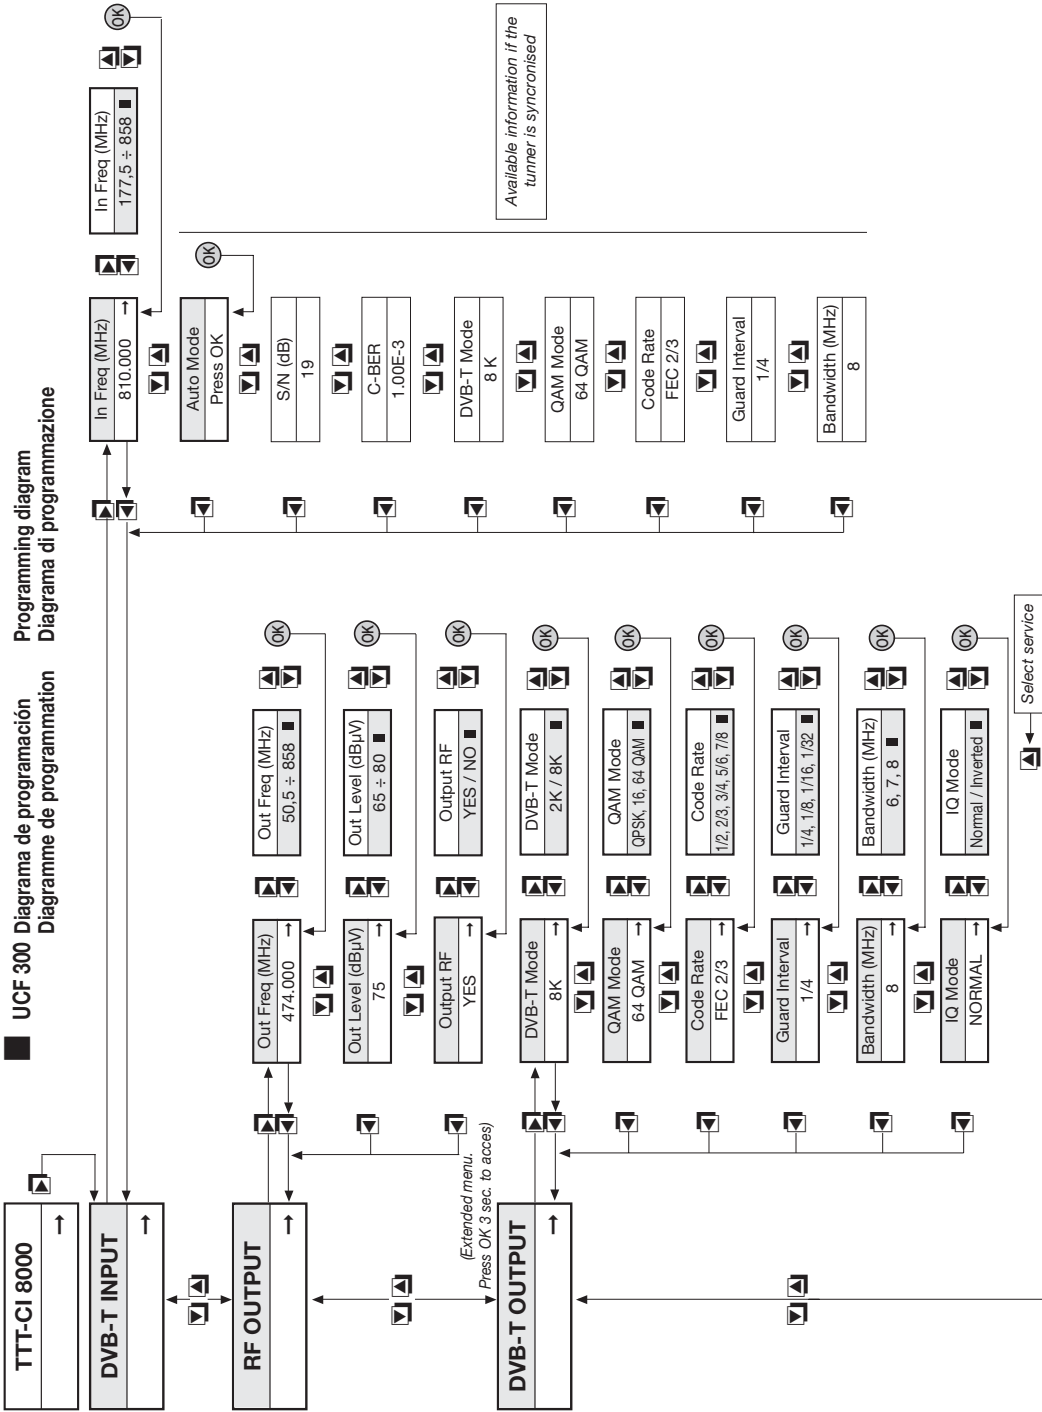 UCF 300 Diagrama de programación Programming diagram
Diagramme de programmation Diagrama di programmazione
TTT-CI 8000
→
DVB-T INPUT
→
In Freq (MHz)
810.000 →
In Freq (MHz)
177,5 ÷ 858
OK
Auto Mode
Press OK
OK
S/N (dB)
19
C-BER
1.00E-3
DVB-T Mode
8 K
QAM Mode
64 QAM
Code Rate
FEC 2/3
Guard Interval
1/4
Bandwidth (MHz)
8
Available information if the
tunner is syncronised
RF OUTPUT
→
Out Freq (MHz)
474.000 →
Out Freq (MHz)
50,5 ÷ 858
OK
Out Level (dBµV)
75 →
Out Level (dBµV)
65 ÷ 80
OK
Output RF
YES →
Output RF
YES / NO
OK
(Extended menu.
Press OK 3 sec. to acces)
DVB-T OUTPUT
→
DVB-T Mode
8K →
DVB-T Mode
2K / 8K
OK
QAM Mode
64 QAM →
QAM Mode
QPSK, 16, 64 QAM
OK
Code Rate
FEC 2/3 →
Code Rate
1/2, 2/3, 3/4, 5/6, 7/8
OK
Guard Interval
1/4 →
Guard Interval
1/4, 1/8, 1/16, 1/32
OK
Bandwidth (MHz)
8 →
Bandwidth (MHz)
6, 7, 8
OK
IQ Mode
NORMAL →
IQ Mode
Normal / Inverted
OK
Select service